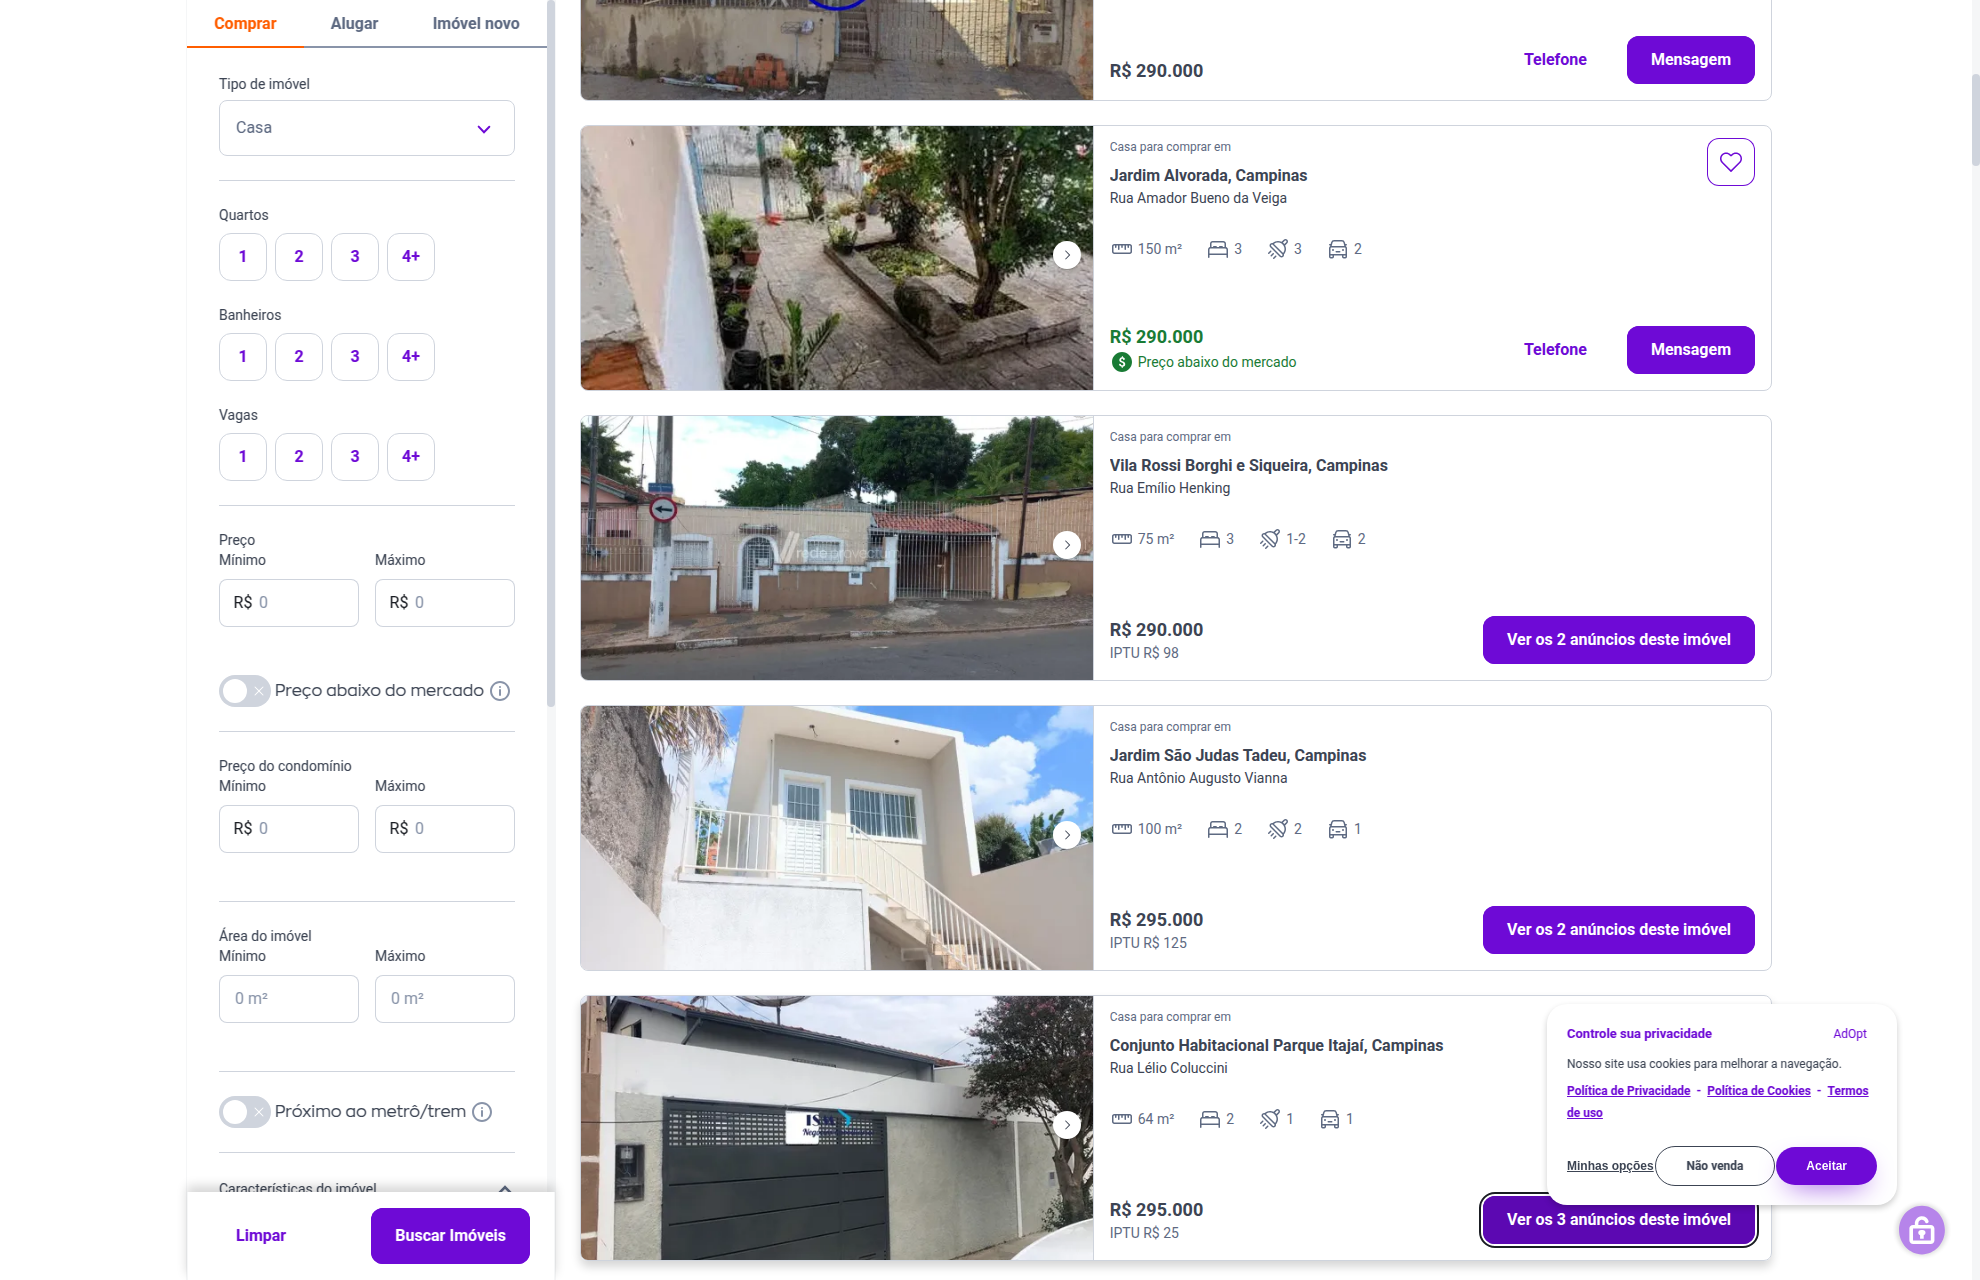 Comprar
Alugar
Imóvel novo
Tipo de imóvel
Casa
Quartos
1
2
3
4+
Banheiros
1
2
3
4+
Vagas
1
2
3
4+
Preço
Mínimo
Máximo
R$ 0
R$ 0
Preço abaixo do mercado
Preço do condomínio
Mínimo
Máximo
R$ 0
R$ 0
Área do imóvel
Mínimo
Máximo
0 m²
0 m²
Próximo ao metrô/trem
Características do imóvel
Limpar
Buscar Imóveis
R$ 290.000
Telefone
Mensagem
Casa para comprar em
Jardim Alvorada, Campinas
Rua Amador Bueno da Veiga
150 m²
3
3
2
R$ 290.000
Preço abaixo do mercado
Telefone
Mensagem
rede provectum
Casa para comprar em
Vila Rossi Borghi e Siqueira, Campinas
Rua Emílio Henking
75 m²
3
1-2
2
R$ 290.000
IPTU R$ 98
Ver os 2 anúncios deste imóvel
Casa para comprar em
Jardim São Judas Tadeu, Campinas
Rua Antônio Augusto Vianna
100 m²
2
2
1
R$ 295.000
IPTU R$ 125
Ver os 2 anúncios deste imóvel
Casa para comprar em
Conjunto Habitacional Parque Itajaí, Campinas
Rua Lélio Coluccini
64 m²
2
1
1
R$ 295.000
IPTU R$ 25
Ver os 3 anúncios deste imóvel
Controle sua privacidade
AdOpt
Nosso site usa cookies para melhorar a navegação.
Política de Privacidade - Política de Cookies - Termos
de uso
Minhas opções
Não venda
Aceitar